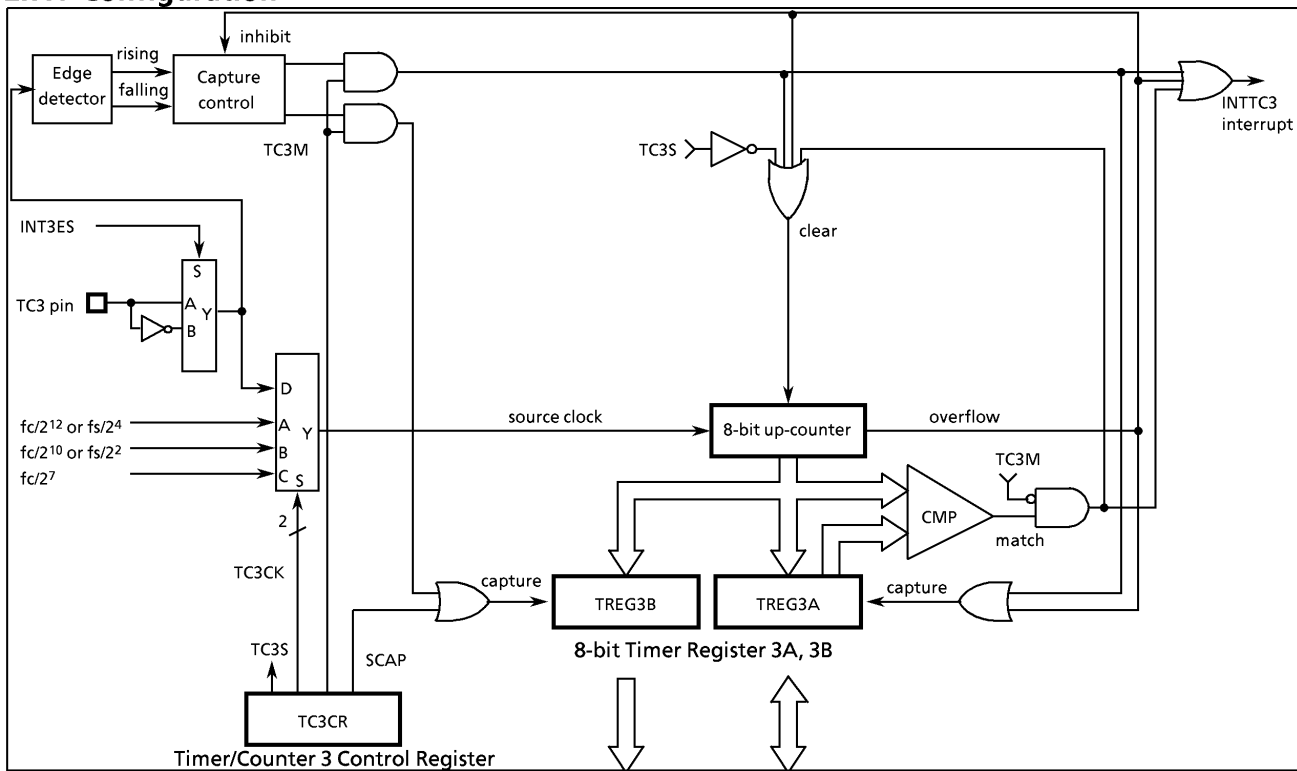 inhibit
rising
Edge
detector
falling
Capture
control
TC3M
TC3S
INTTC3
interrupt
clear
INT3ES
S
TC3 pin
A
Y
B
D
fc/2¹² or fs/2⁴
A
Y
fc/2¹⁰ or fs/2²
B
fc/2⁷
C
S
source clock
8-bit up-counter
overflow
TC3M
CMP
match
2
TC3CK
capture
TREG3B
TREG3A
capture
8-bit Timer Register 3A, 3B
TC3S
SCAP
TC3CR
Timer/Counter 3 Control Register